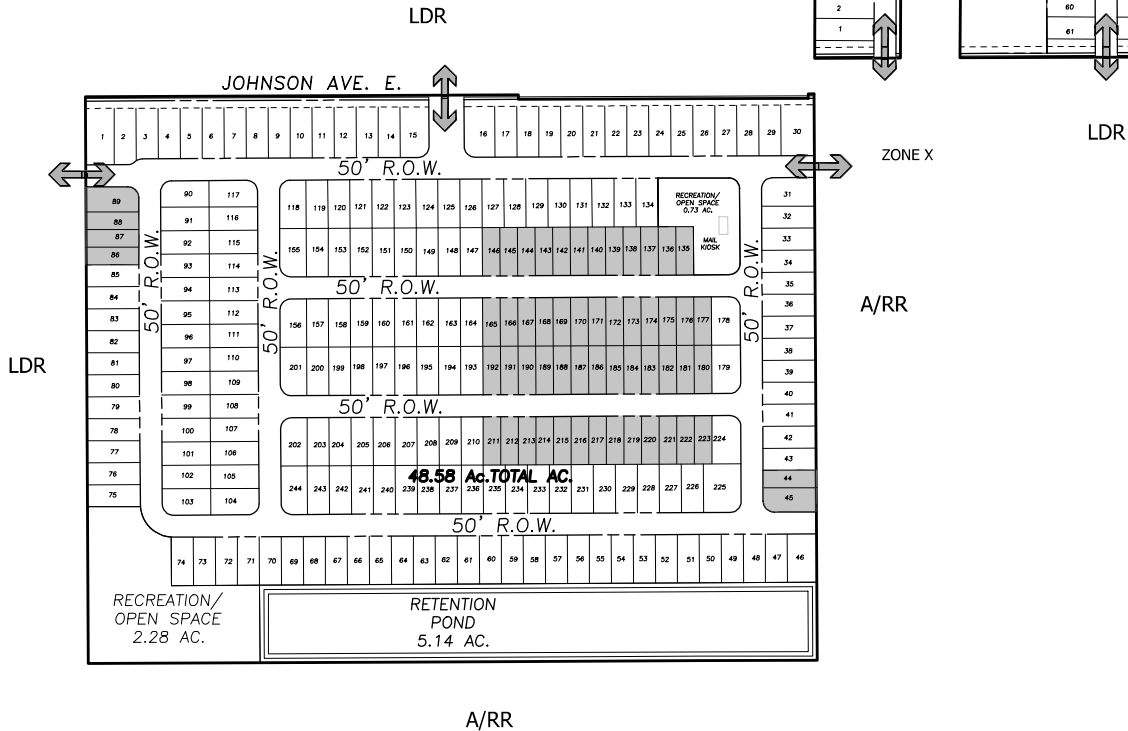 LDR
2
1
60
61
JOHNSON AVE. E.
LDR
1 2 3 4 5 6 7 8 9 10 11 12 13 14 15 16 17 18 19 20 21 22 23 24 25 26 27 28 29 30
ZONE X
50' R.O.W.
89
88
87
86
85
84
83
82
81
80
79
78
77
76
75
LDR
50' R.O.W.
90 117
91 116
92 115
93 114
94 113
95 112
96 111
97 110
98 109
99 108
100 107
101 106
102 105
103 104
50' R.O.W.
118 119 120 121 122 123 124 125 126 127 128 129 130 131 132 133 134
RECREATION/
OPEN SPACE
0.73 AC.
MAIL
KIOSK
155 154 153 152 151 150 149 148 147 146 145 144 143 142 141 140 139 138 137 136 135
50' R.O.W.
156 157 158 159 160 161 162 163 164 165 166 167 168 169 170 171 172 173 174 175 176 177 178
201 200 199 198 197 196 195 194 193 192 191 190 189 188 187 186 185 184 183 182 181 180 179
50' R.O.W.
202 203 204 205 206 207 208 209 210 211 212 213 214 215 216 217 218 219 220 221 222 223 224
48.58 Ac.TOTAL AC.
244 243 242 241 240 239 238 237 236 235 234 233 232 231 230 229 228 227 226 225
50' R.O.W.
50' R.O.W.
31
32
33
34
35
36
37
38
39
40
41
42
43
44
45
A/RR
74 73 72 71 70 69 68 67 66 65 64 63 62 61 60 59 58 57 56 55 54 53 52 51 50 49 48 47 46
RECREATION/
OPEN SPACE
2.28 AC.
RETENTION
POND
5.14 AC.
A/RR